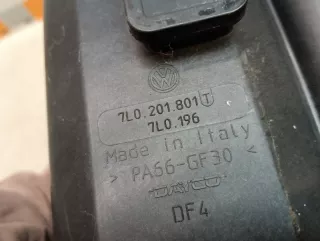 7L0.201.801 T
7L0.196
Made in Italy
> PA66-GF30 <
DF4